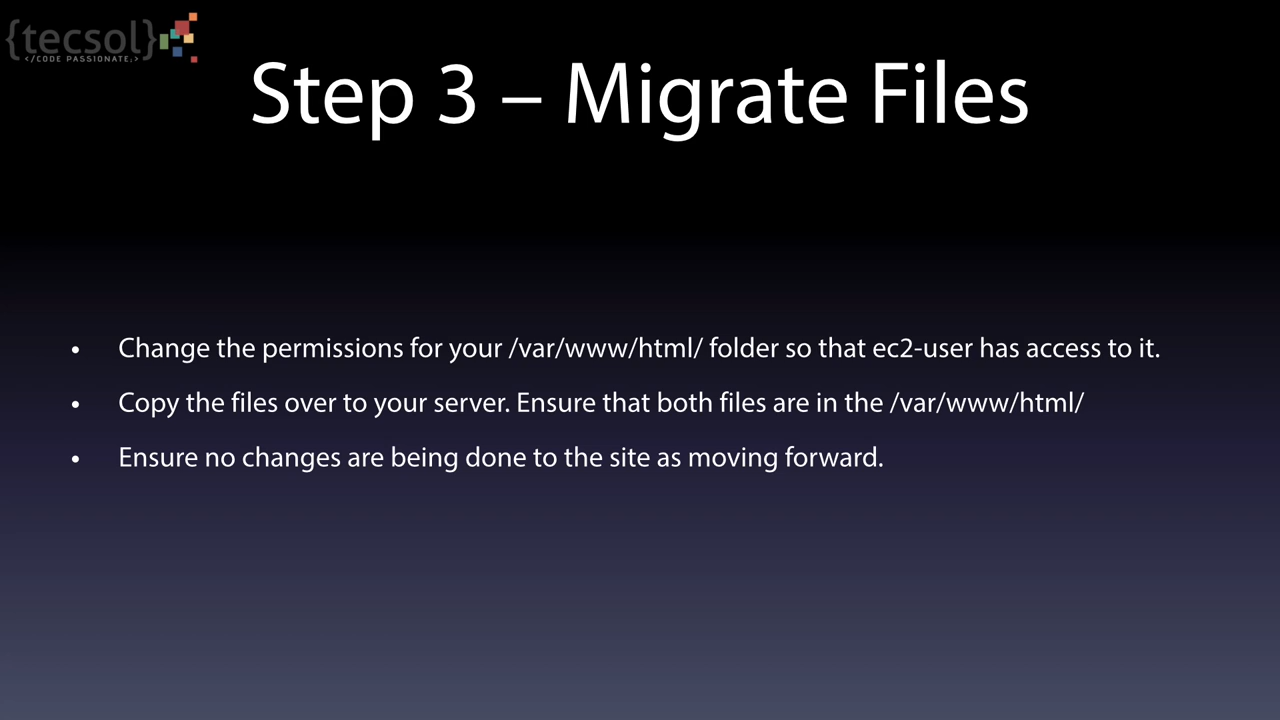 {tecsol}
</CODE PASSIONATE;>
Step 3 – Migrate Files
• Change the permissions for your /var/www/html/ folder so that ec2-user has access to it.
• Copy the files over to your server. Ensure that both files are in the /var/www/html/
• Ensure no changes are being done to the site as moving forward.